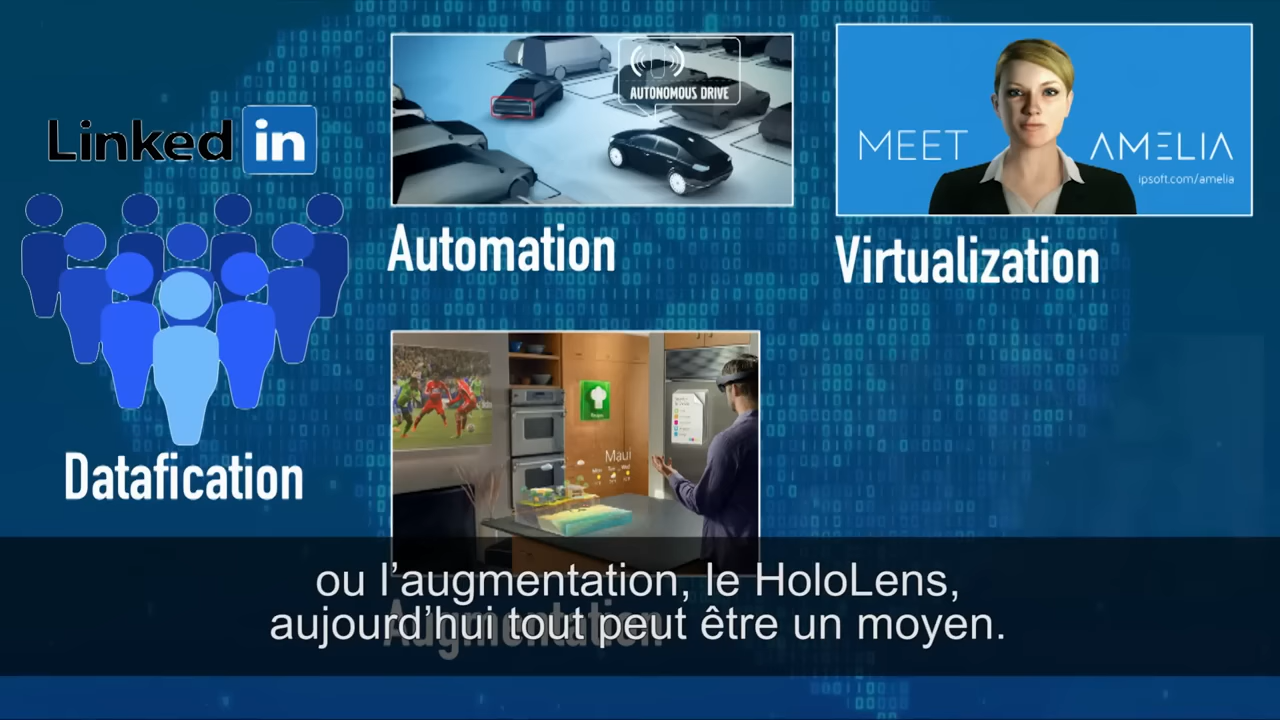 Linked in
AUTONOMOUS DRIVE
MEET AMELIA
ipsoft.com/amelia
Automation
Virtualization
Maui
Datafication
Augmentation
ou l’augmentation, le HoloLens,
aujourd’hui tout peut être un moyen.